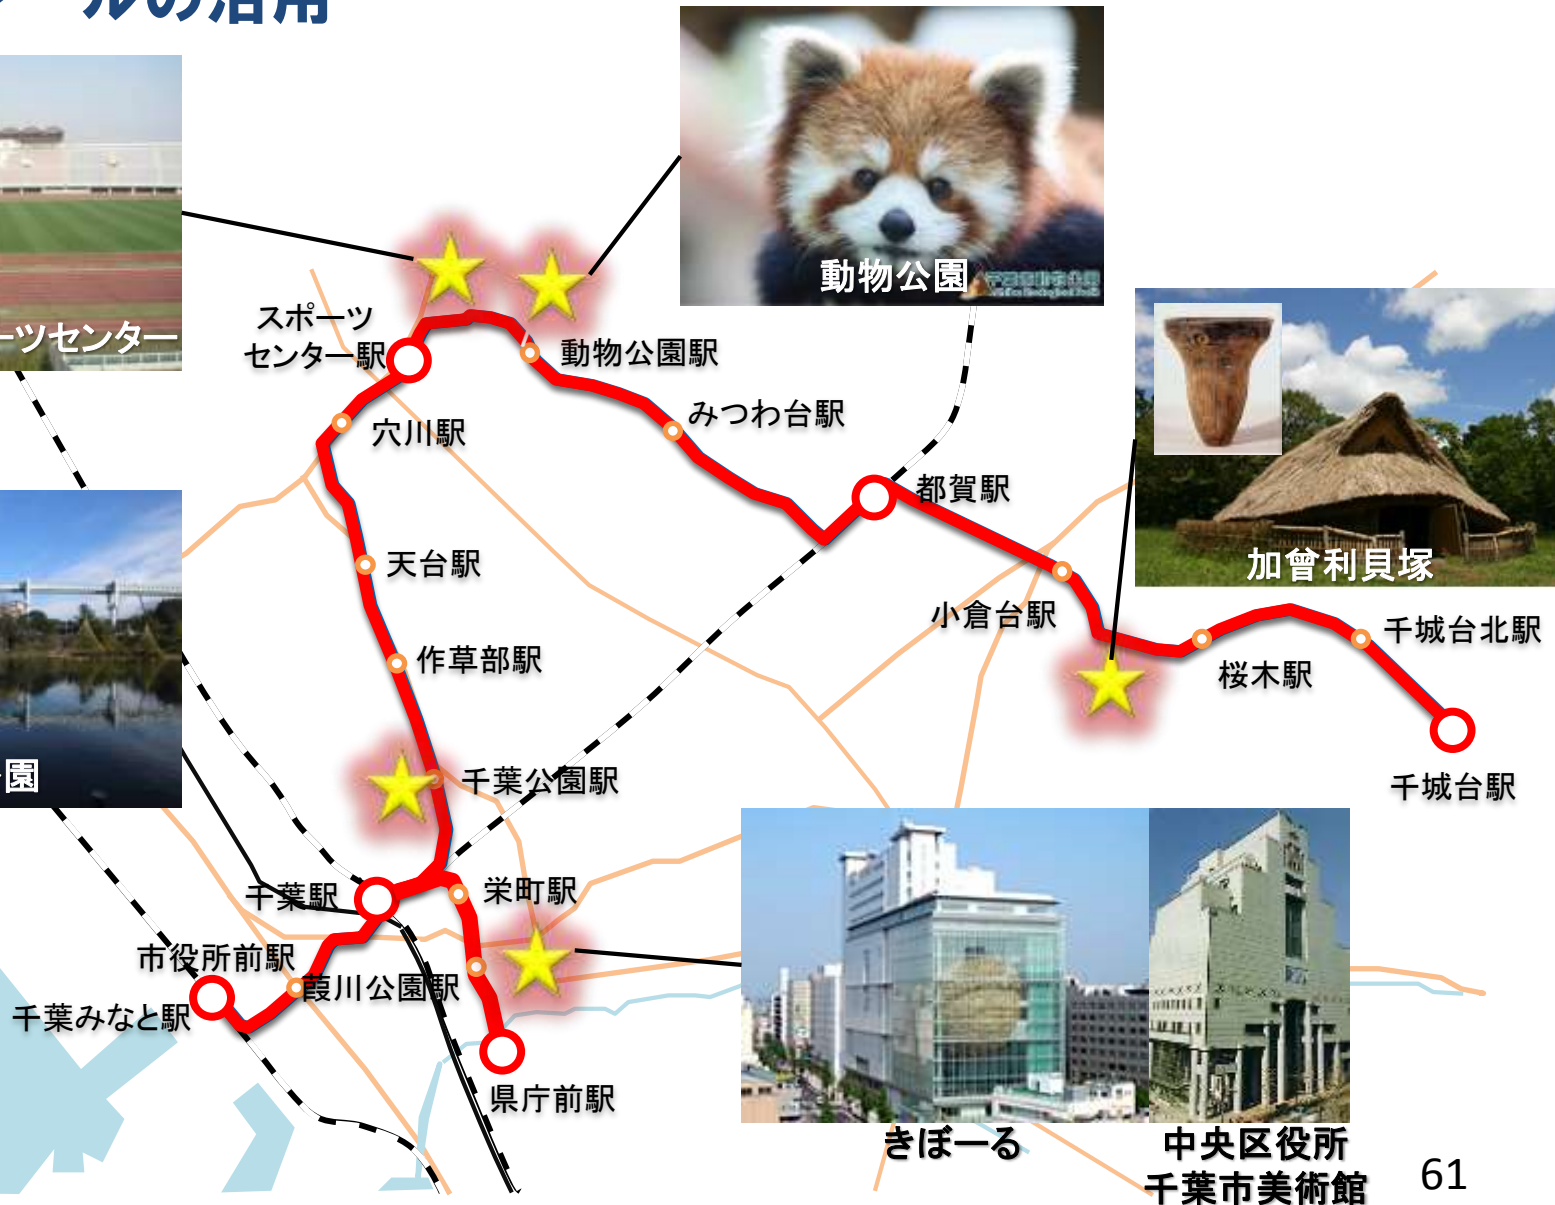 ルの活用
ーツセンター
動物公園
スポーツ
センター駅
動物公園駅
みつわ台駅
穴川駅
都賀駅
加曽利貝塚
天台駅
小倉台駅
千城台北駅
作草部駅
桜木駅
園
千葉公園駅
千城台駅
千葉駅
栄町駅
市役所前駅
葭川公園駅
千葉みなと駅
県庁前駅
きぼーる
中央区役所
千葉市美術館
61